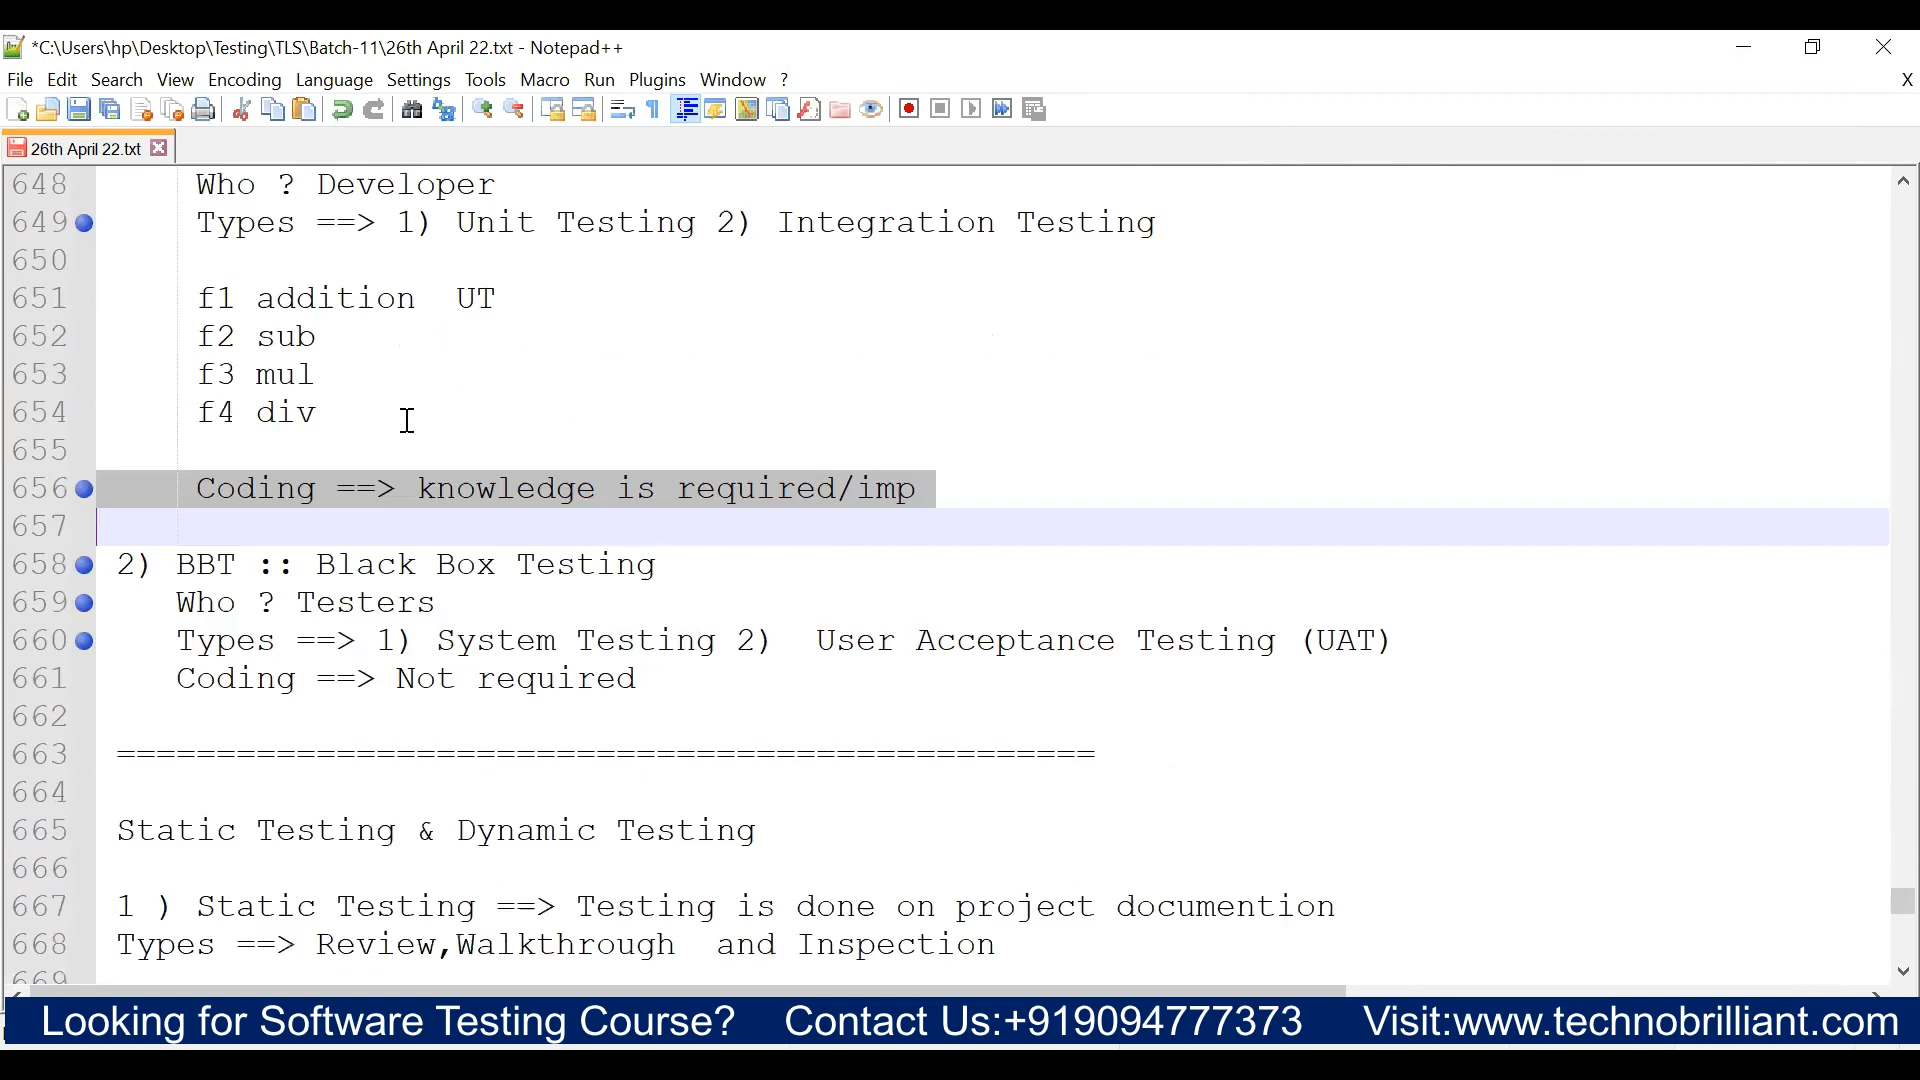 *C:\Users\hp\Desktop\Testing\TLS\Batch-11\26th April 22.txt - Notepad++
File Edit Search View Encoding Language Settings Tools Macro Run Plugins Window ? X
26th April 22.txt
648 Who ? Developer
649 Types ==> 1) Unit Testing 2) Integration Testing
650
651 f1 addition  UT
652 f2 sub
653 f3 mul
654 f4 div
655
656 Coding ==> knowledge is required/imp
657
658 2) BBT :: Black Box Testing
659 Who ? Testers
660 Types ==> 1) System Testing 2)  User Acceptance Testing (UAT)
661 Coding ==> Not required
662
663 =================================================
664
665 Static Testing & Dynamic Testing
666
667 1 ) Static Testing ==> Testing is done on project documention
668 Types ==> Review,Walkthrough  and Inspection
669
Looking for Software Testing Course? Contact Us:+919094777373 Visit:www.technobrilliant.com